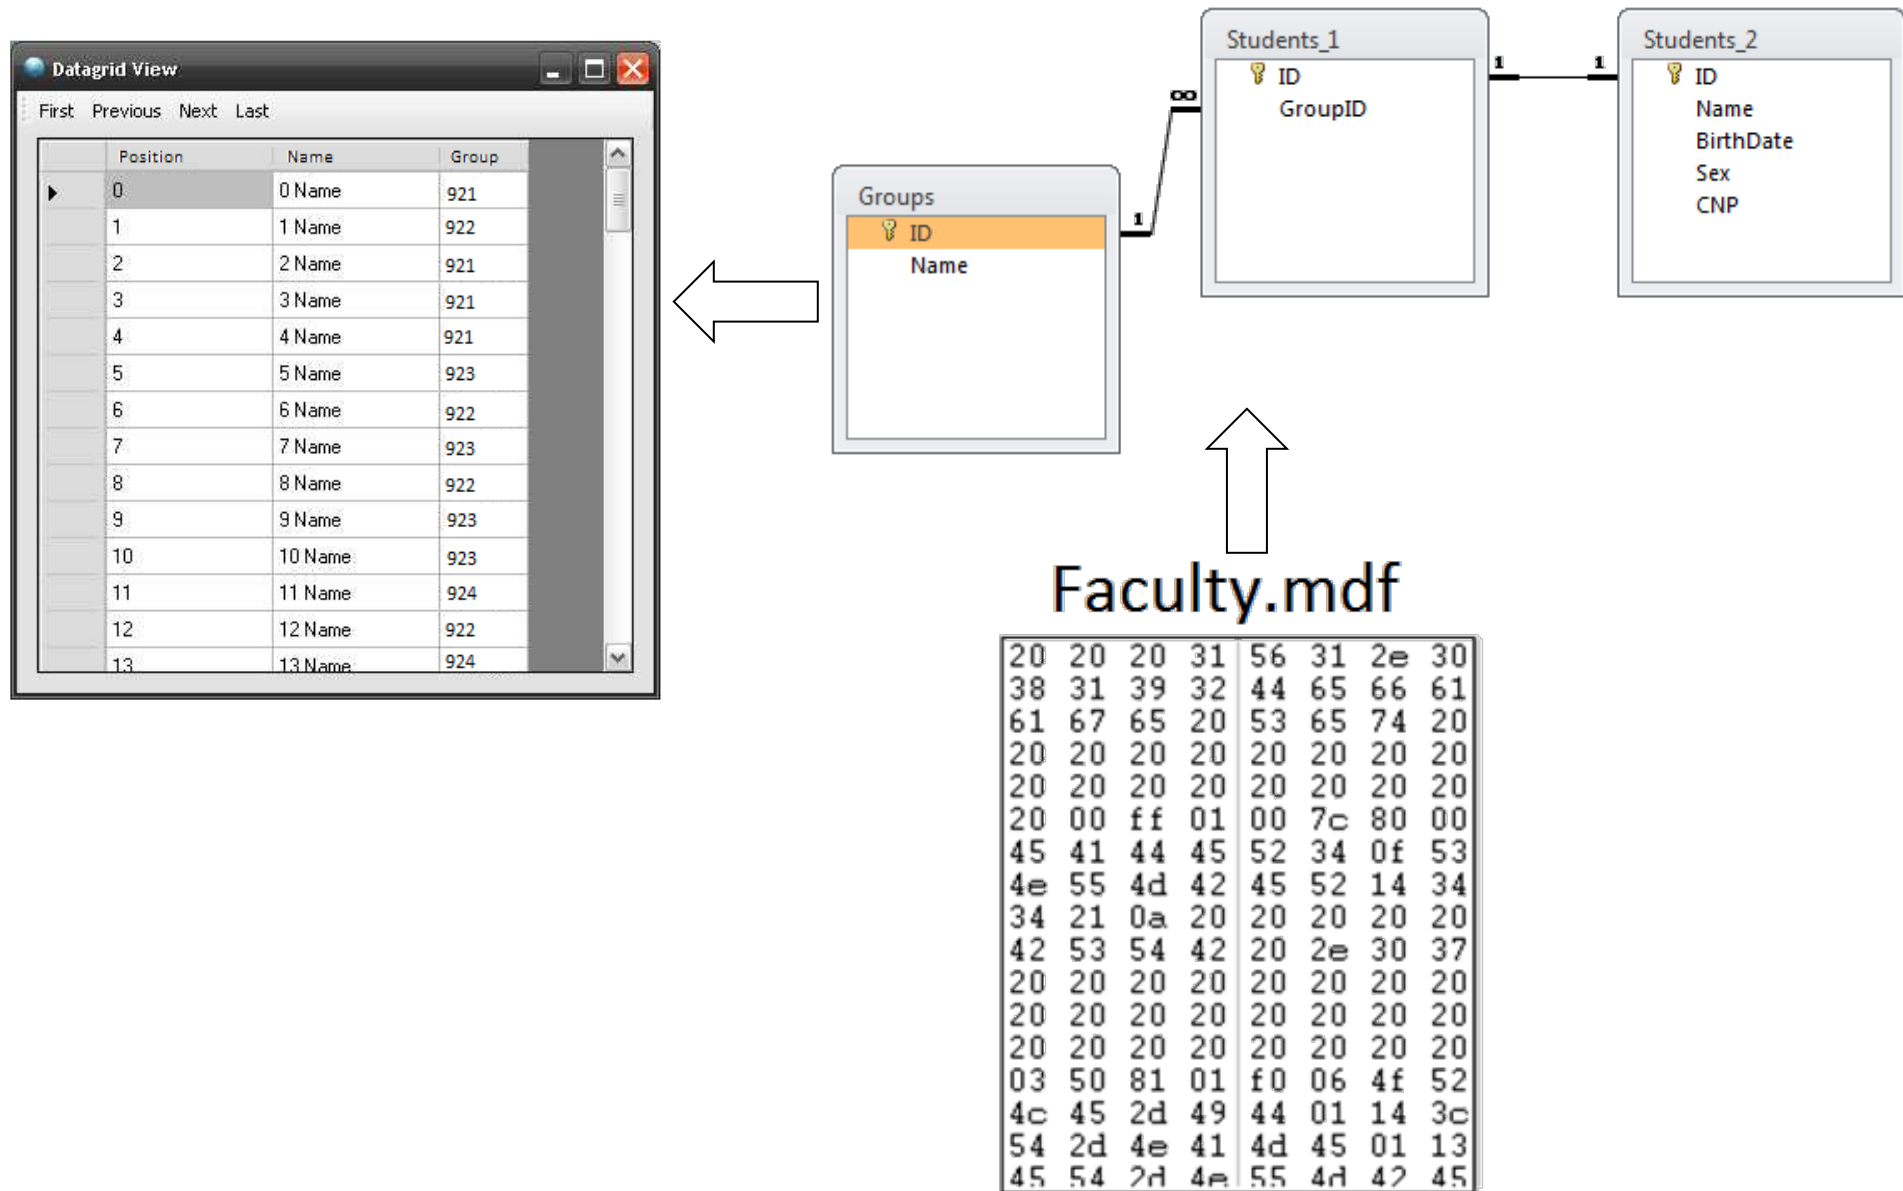 Datagrid View
First Previous Next Last
Position Name Group
0 0 Name 921
1 1 Name 922
2 2 Name 921
3 3 Name 921
4 4 Name 921
5 5 Name 923
6 6 Name 922
7 7 Name 923
8 8 Name 922
9 9 Name 923
10 10 Name 923
11 11 Name 924
12 12 Name 922
13 13 Name 924
Groups
ID
Name
1
∞
Students_1
ID
GroupID
1
1
Students_2
ID
Name
BirthDate
Sex
CNP
Faculty.mdf
20 20 20 31 56 31 2e 30
38 31 39 32 44 65 66 61
61 67 65 20 53 65 74 20
20 20 20 20 20 20 20 20
20 20 20 20 20 20 20 20
20 00 ff 01 00 7c 80 00
45 41 44 45 52 34 0f 53
4e 55 4d 42 45 52 14 34
34 21 0a 20 20 20 20 20
42 53 54 42 20 2e 30 37
20 20 20 20 20 20 20 20
20 20 20 20 20 20 20 20
20 20 20 20 20 20 20 20
03 50 81 01 f0 06 4f 52
4c 45 2d 49 44 01 14 3c
54 2d 4e 41 4d 45 01 13
45 54 2d 4e 55 4d 42 45